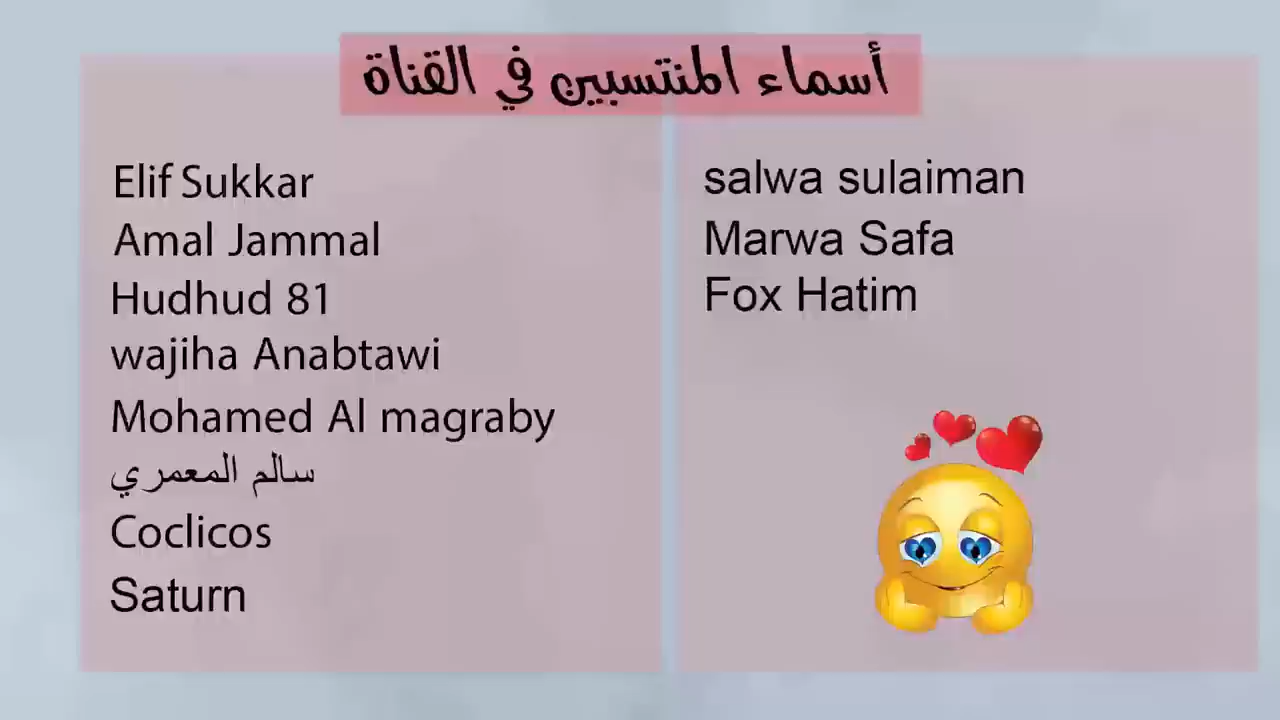 أسماء المنتسبين في القناة
Elif Sukkar
Amal Jammal
Hudhud 81
wajiha Anabtawi
Mohamed Al magraby
سالم المعمري
Coclicos
Saturn
salwa sulaiman
Marwa Safa
Fox Hatim